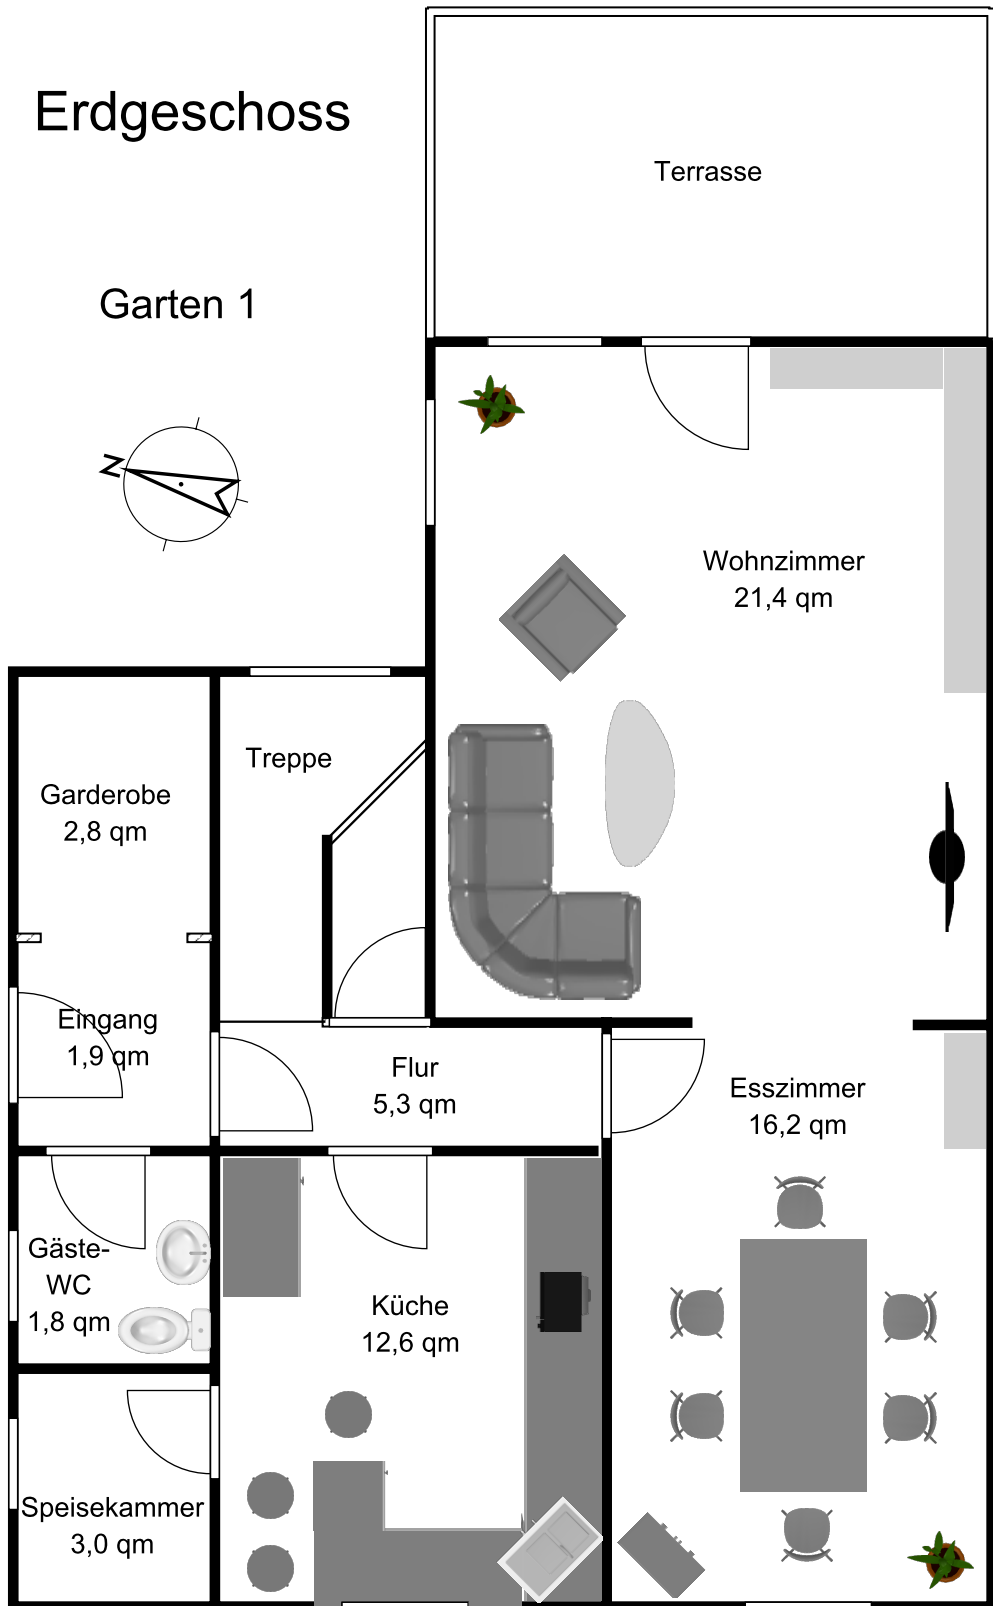 Erdgeschoss
Terrasse
Garten 1
N
Wohnzimmer
21,4 qm
Treppe
Garderobe
2,8 qm
Eingang
1,9 qm
Flur
5,3 qm
Esszimmer
16,2 qm
Gäste-
WC
1,8 qm
Küche
12,6 qm
Speisekammer
3,0 qm